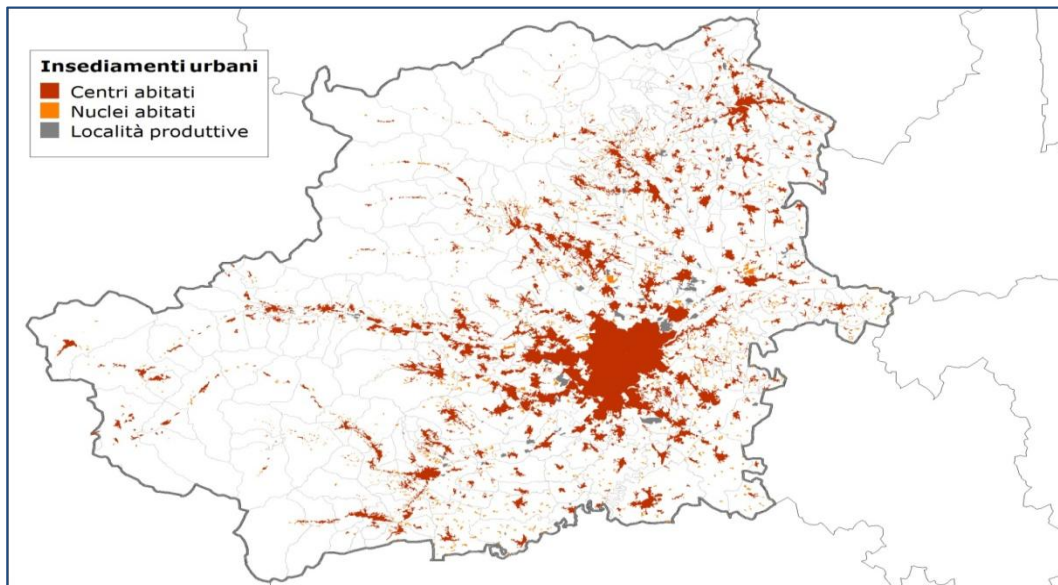 Insediamenti urbani
Centri abitati
Nuclei abitati
Località produttive